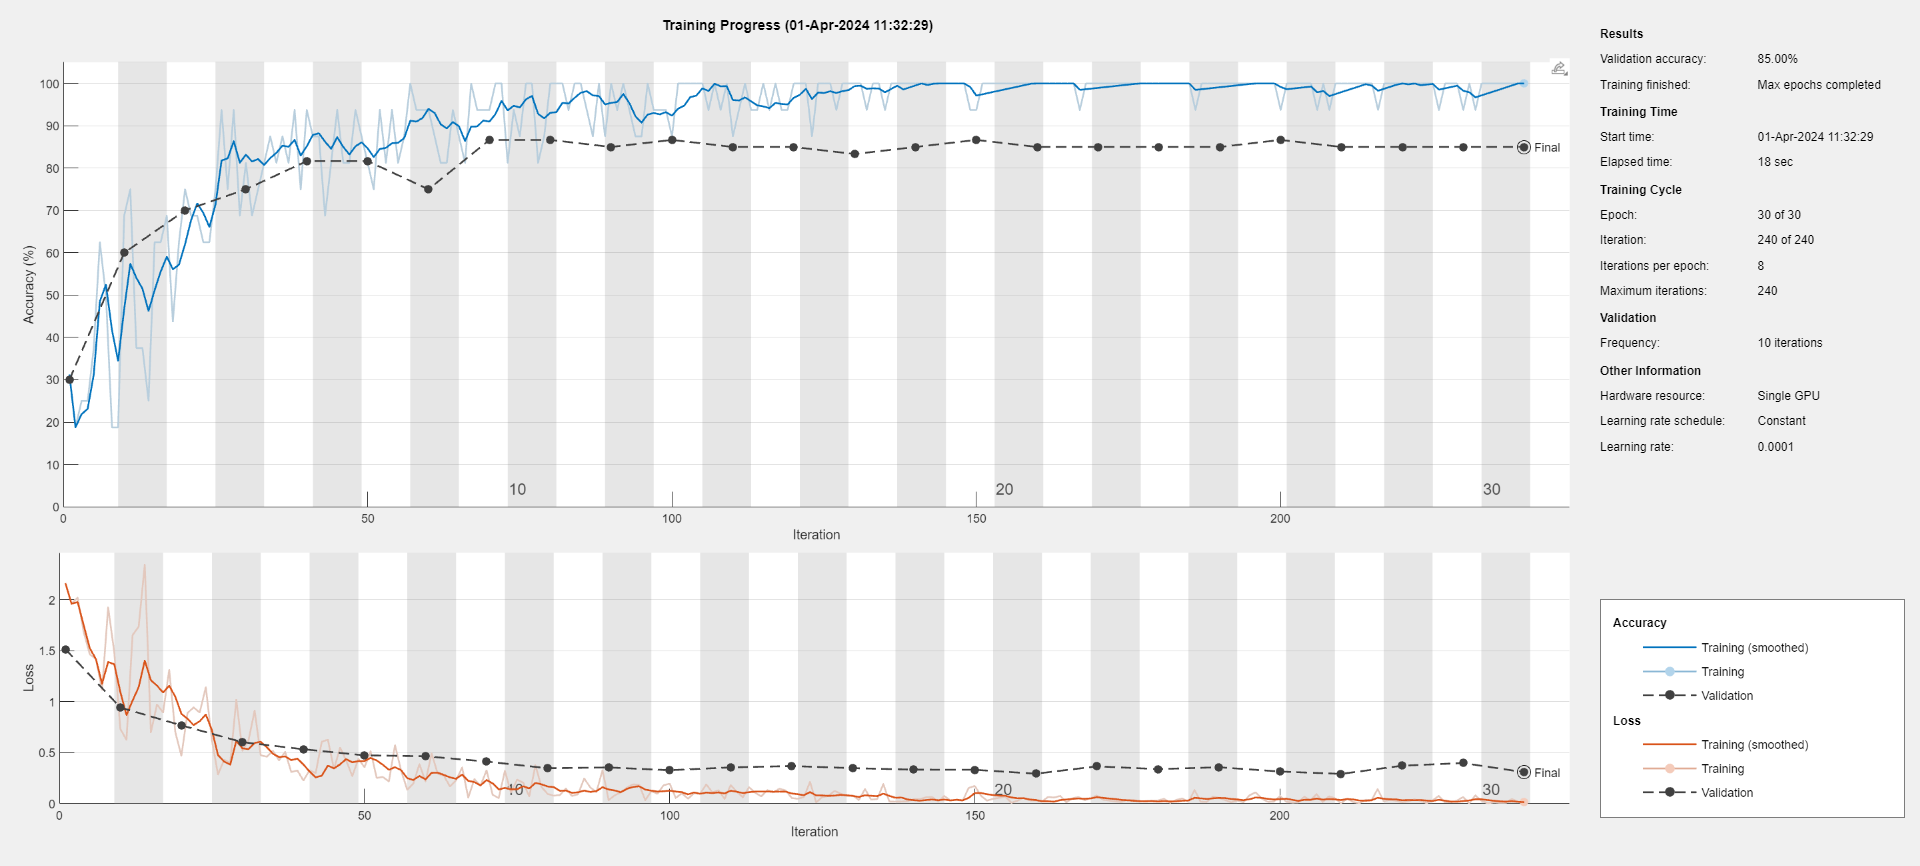 Training Progress (01-Apr-2024 11:32:29)
Accuracy (%)
100
90
80
70
60
50
40
30
20
10
0
Final
10
20
30
0
50
100
150
200
Iteration
Loss
2
1.5
1
0.5
0
Final
10
20
30
0
50
100
150
200
Iteration
Results
Validation accuracy: 85.00%
Training finished: Max epochs completed
Training Time
Start time: 01-Apr-2024 11:32:29
Elapsed time: 18 sec
Training Cycle
Epoch: 30 of 30
Iteration: 240 of 240
Iterations per epoch: 8
Maximum iterations: 240
Validation
Frequency: 10 iterations
Other Information
Hardware resource: Single GPU
Learning rate schedule: Constant
Learning rate: 0.0001
Accuracy
Training (smoothed)
Training
Validation
Loss
Training (smoothed)
Training
Validation